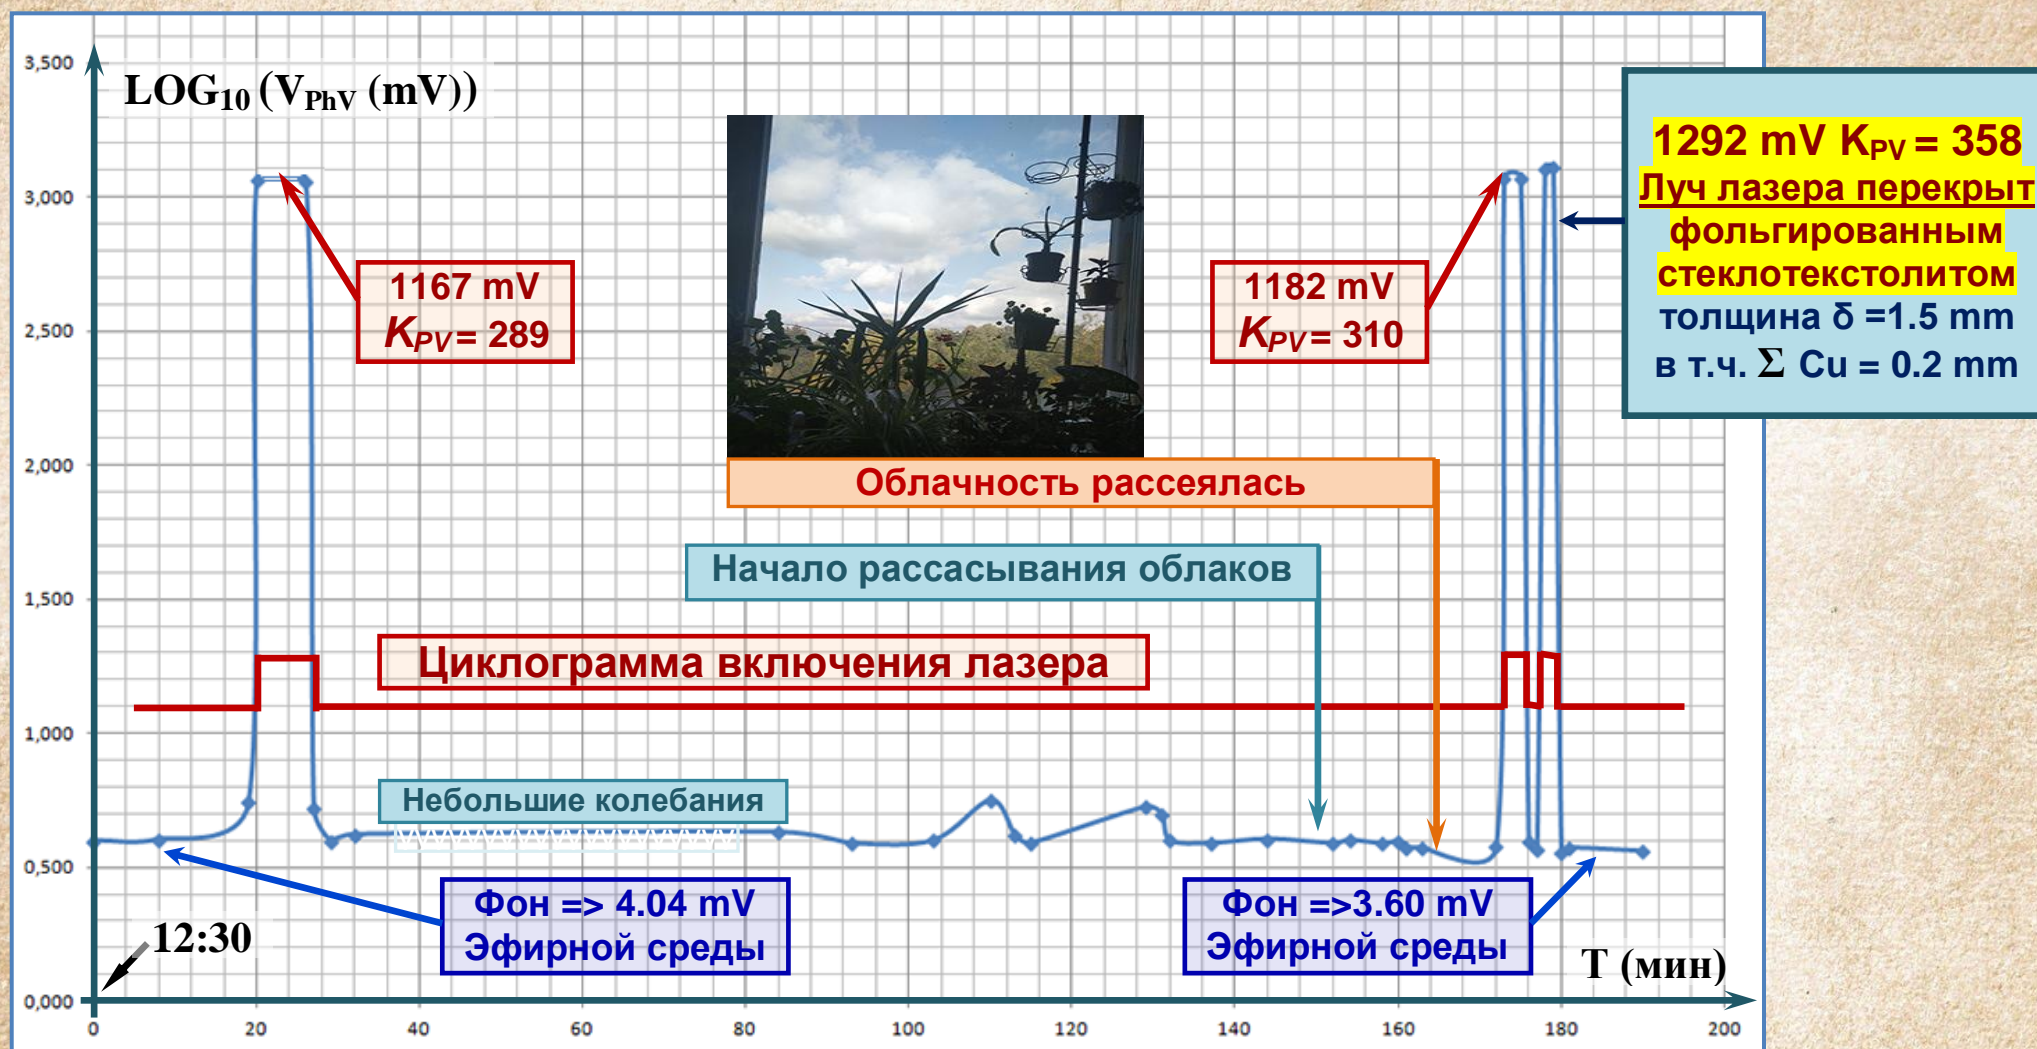 LOG₁₀ (V_PhV (mV))
3,500
3,000
2,500
2,000
1,500
1,000
0,500
0,000
1167 mV
K_PV = 289
1182 mV
K_PV = 310
1292 mV K_PV = 358
Луч лазера перекрыт
фольгированным
стеклотекстолитом
толщина δ =1.5 mm
в т.ч. Σ Cu = 0.2 mm
Облачность рассеялась
Начало рассасывания облаков
Циклограмма включения лазера
Небольшие колебания
Фон => 4.04 mV
Эфирной среды
Фон =>3.60 mV
Эфирной среды
12:30
T (мин)
0 20 40 60 80 100 120 140 160 180 200